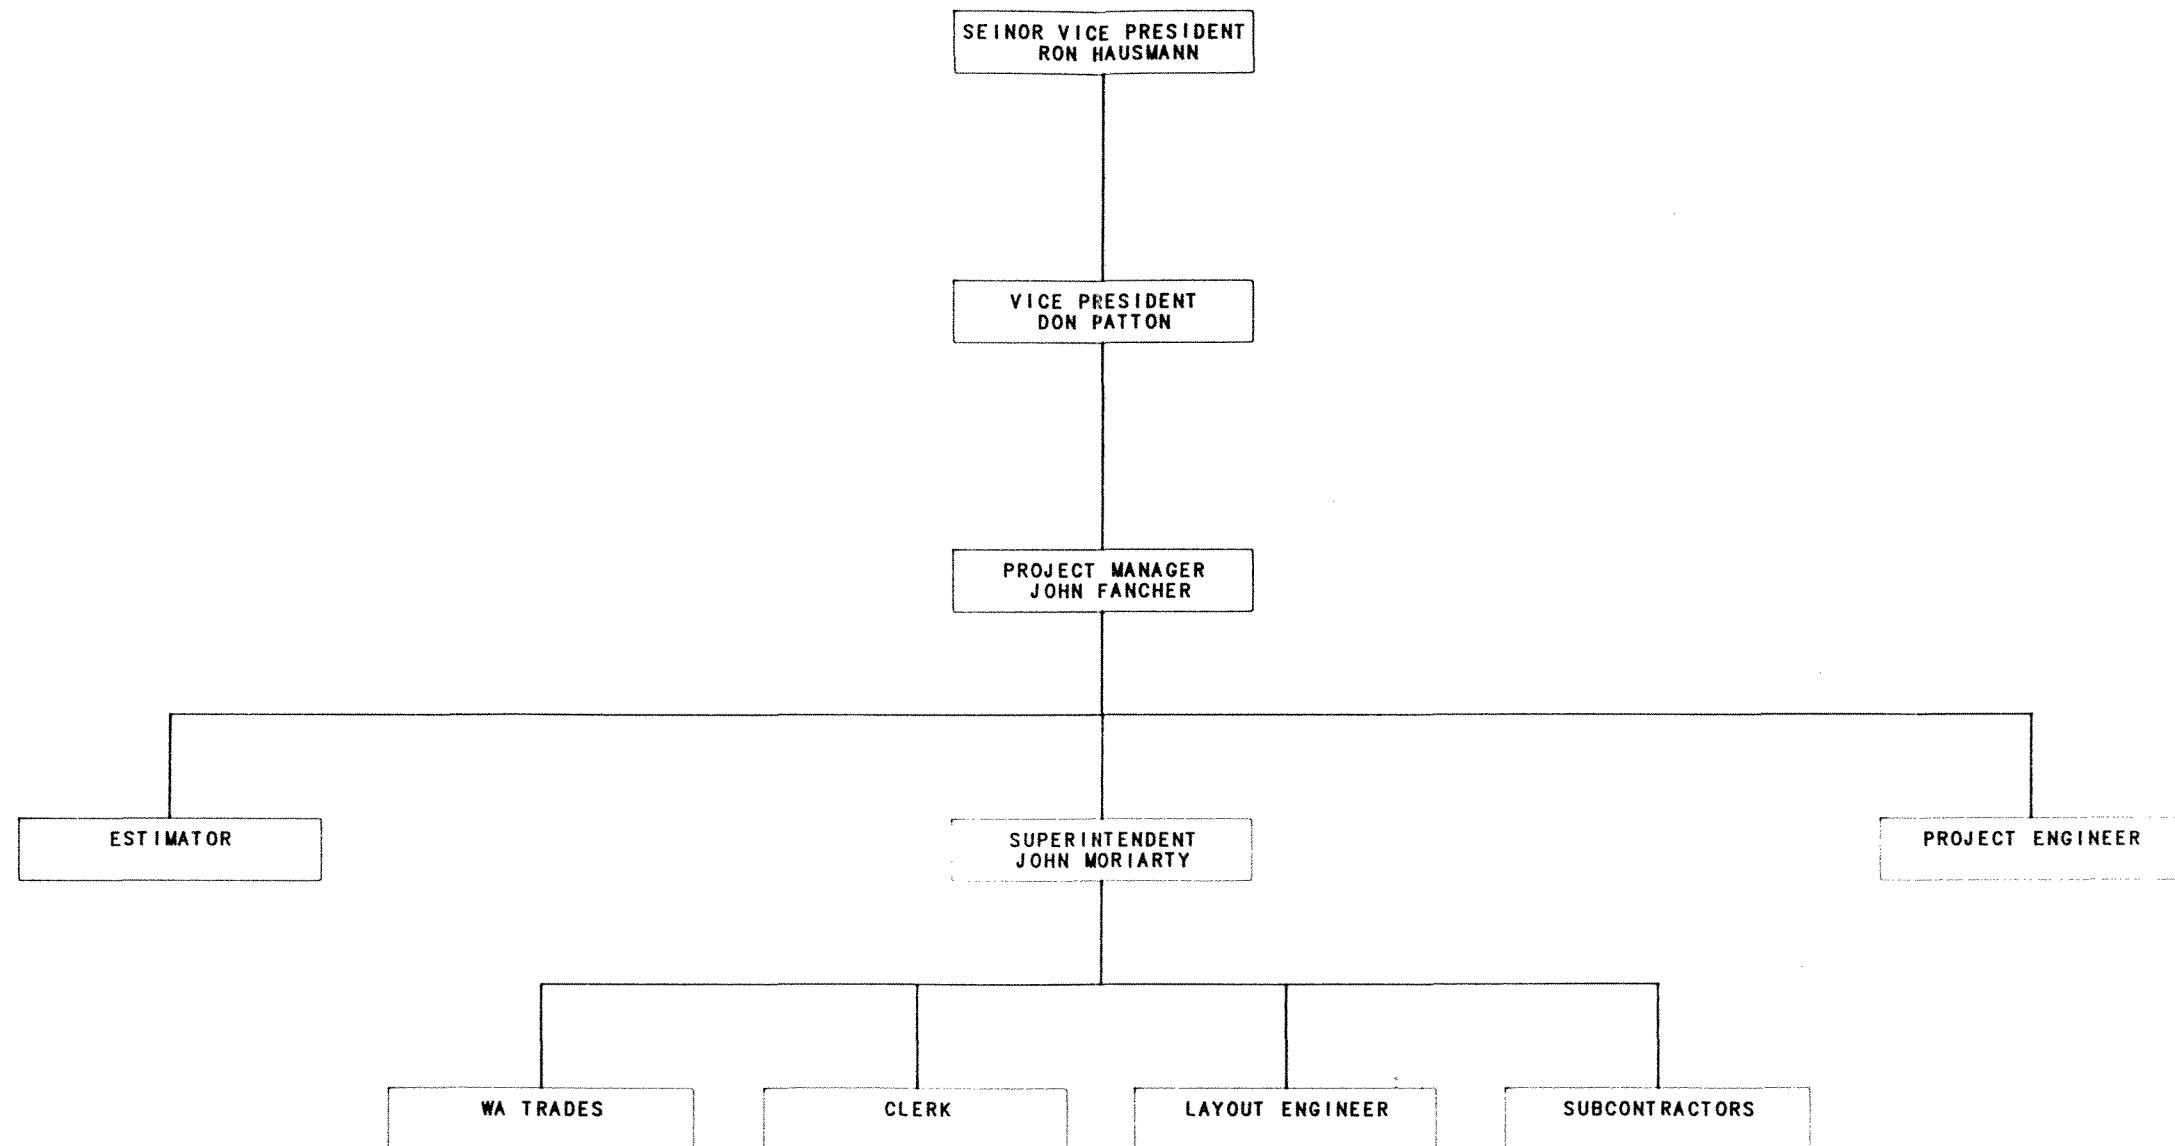 SEINOR VICE PRESIDENT
RON HAUSMANN
VICE PRESIDENT
DON PATTON
PROJECT MANAGER
JOHN FANCHER
ESTIMATOR
SUPERINTENDENT
JOHN MORIARTY
PROJECT ENGINEER
WA TRADES
CLERK
LAYOUT ENGINEER
SUBCONTRACTORS